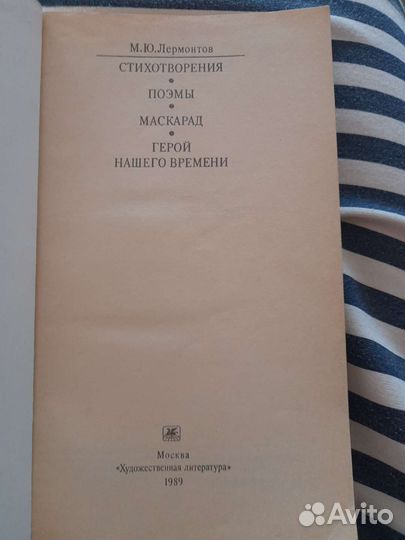 М.Ю.Лермонтов
СТИХОТВОРЕНИЯ
ПОЭМЫ
МАСКАРАД
ГЕРОЙ
НАШЕГО ВРЕМЕНИ
Москва
«Художественная литература»
1989
Avito